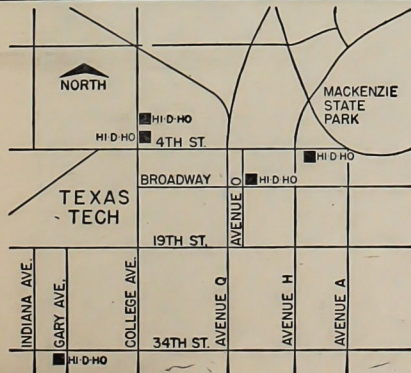 NORTH
MACKENZIE
STATE
PARK
HI·D·HO
HI·D·HO
4TH ST.
HI·D·HO
BROADWAY
HI·D·HO
TEXAS
TECH
AVENUE O
19TH ST.
INDIANA AVE.
GARY AVE.
COLLEGE AVE.
AVENUE Q
AVENUE H
AVENUE A
34TH ST.
HI·D·HO